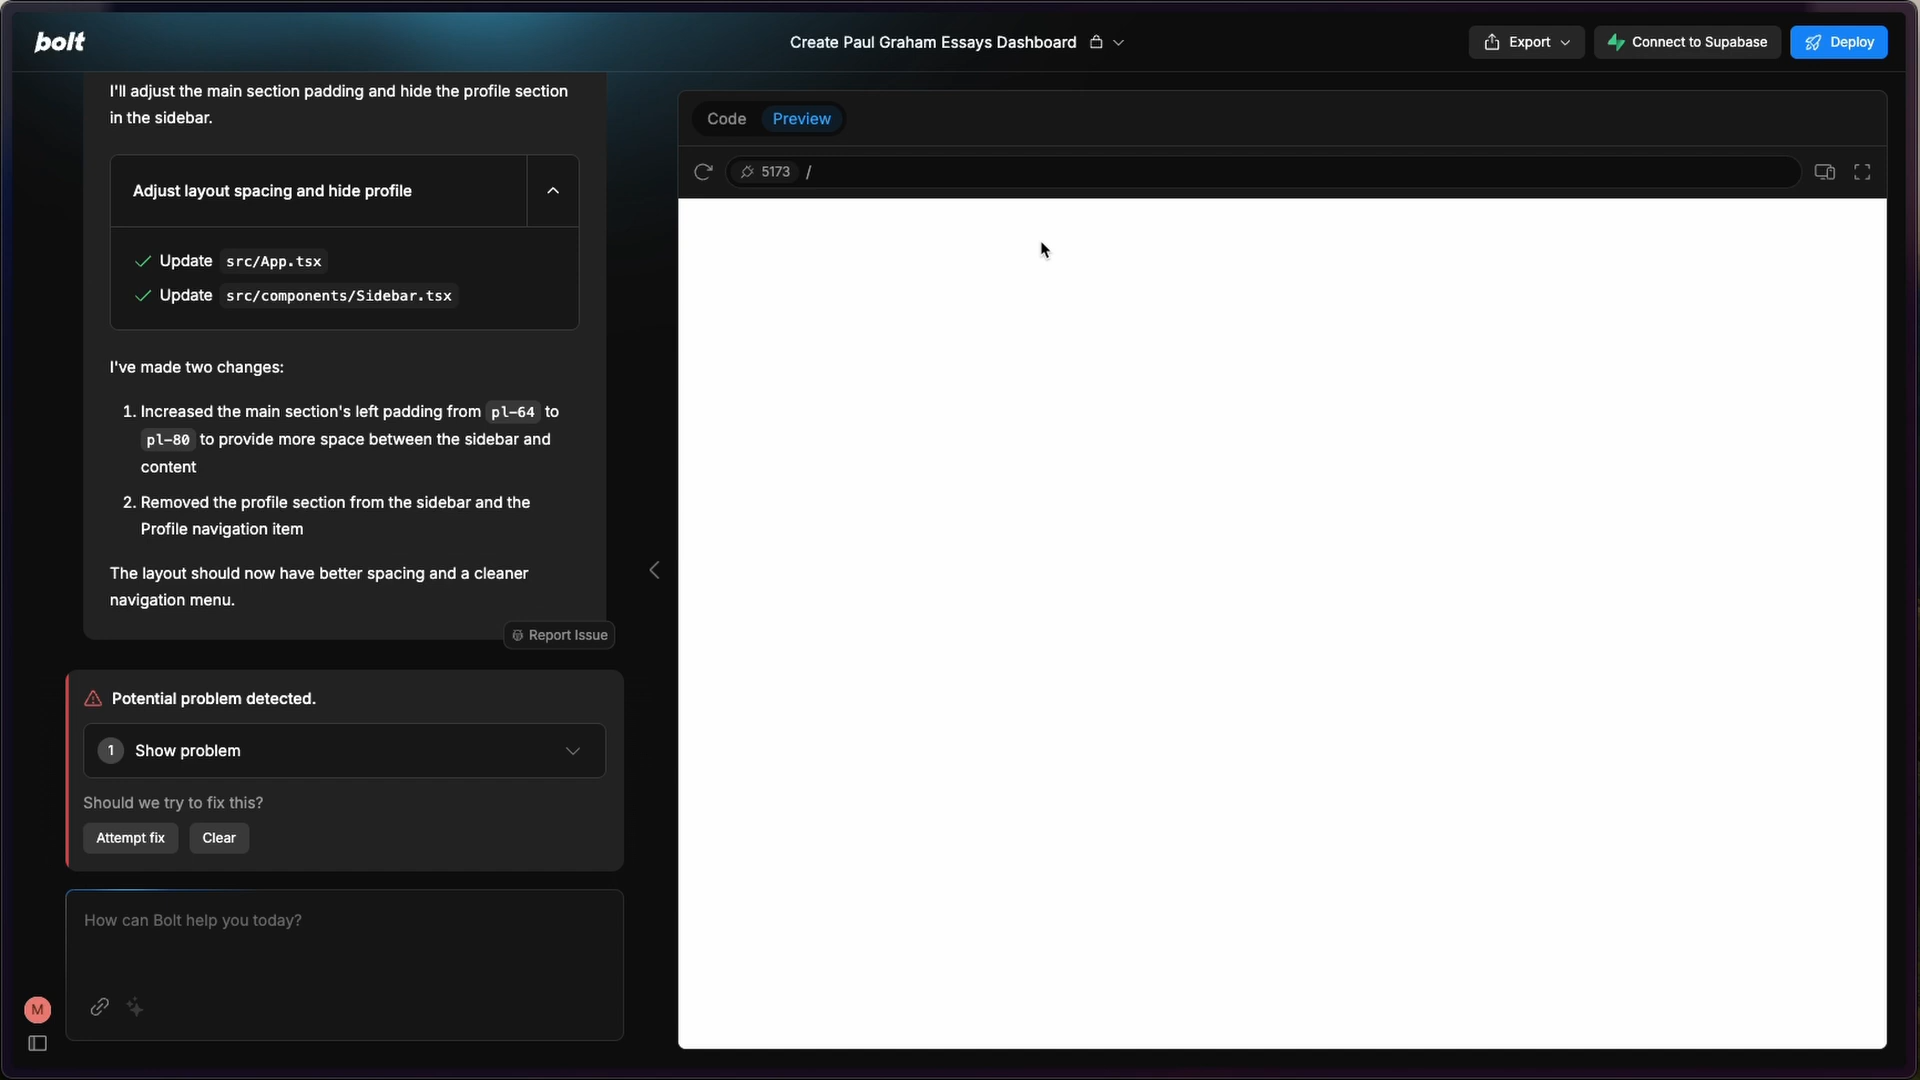 bolt
Create Paul Graham Essays Dashboard
Export
Connect to Supabase
Deploy
I'll adjust the main section padding and hide the profile section
in the sidebar.
Adjust layout spacing and hide profile
Update src/App.tsx
Update src/components/Sidebar.tsx
I've made two changes:
1. Increased the main section's left padding from pl-64 to
pl-80 to provide more space between the sidebar and
content
2. Removed the profile section from the sidebar and the
Profile navigation item
The layout should now have better spacing and a cleaner
navigation menu.
Report Issue
Potential problem detected.
1 Show problem
Should we try to fix this?
Attempt fix Clear
How can Bolt help you today?
M
Code Preview
5173 /